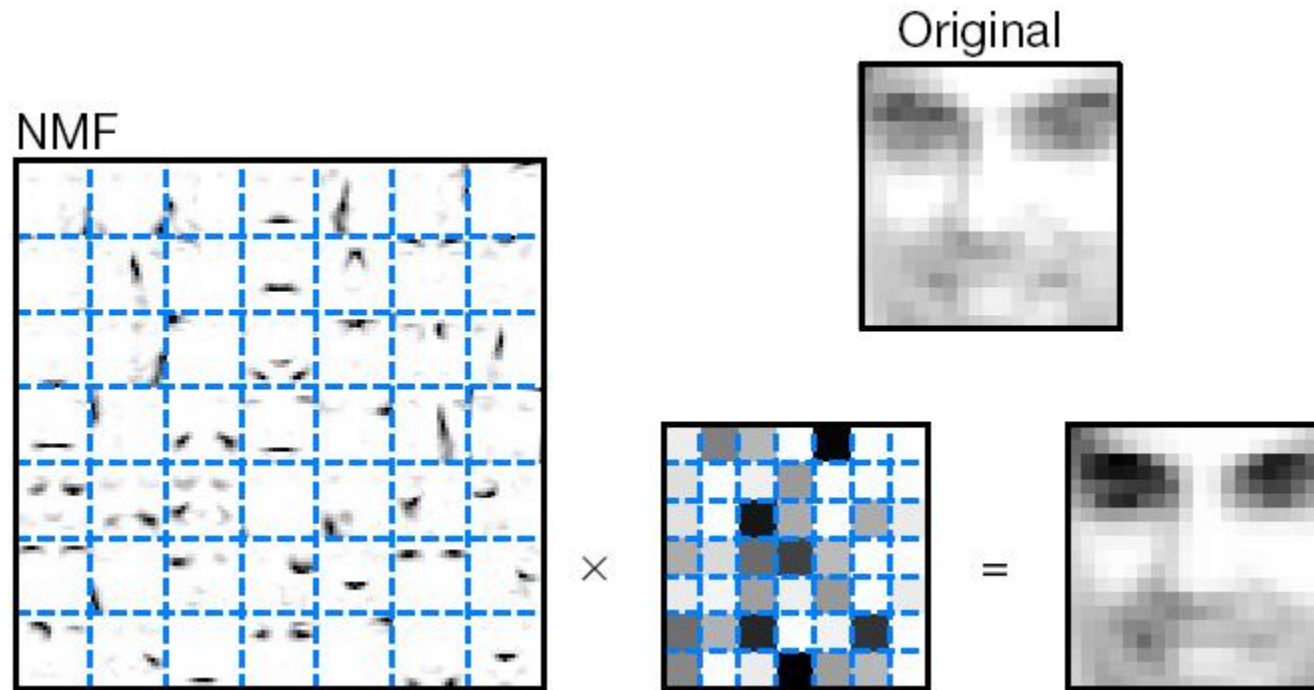 Original
NMF
×
=